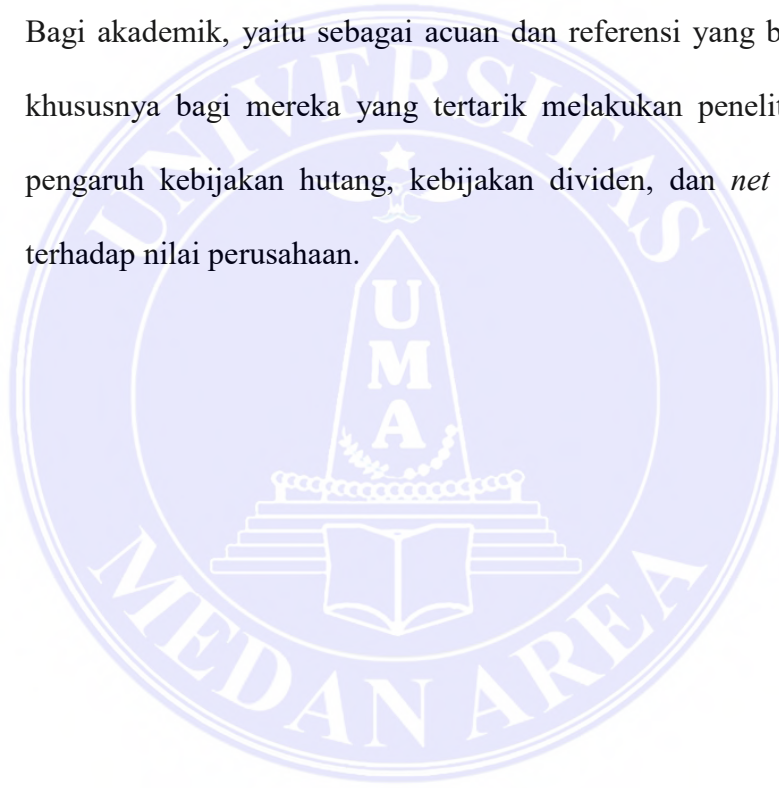 Bagi akademik, yaitu sebagai acuan dan referensi yang b
khususnya bagi mereka yang tertarik melakukan penelit
pengaruh kebijakan hutang, kebijakan dividen, dan net
terhadap nilai perusahaan.
UNIVERSITAS
U
M
A
MEDAN AREA